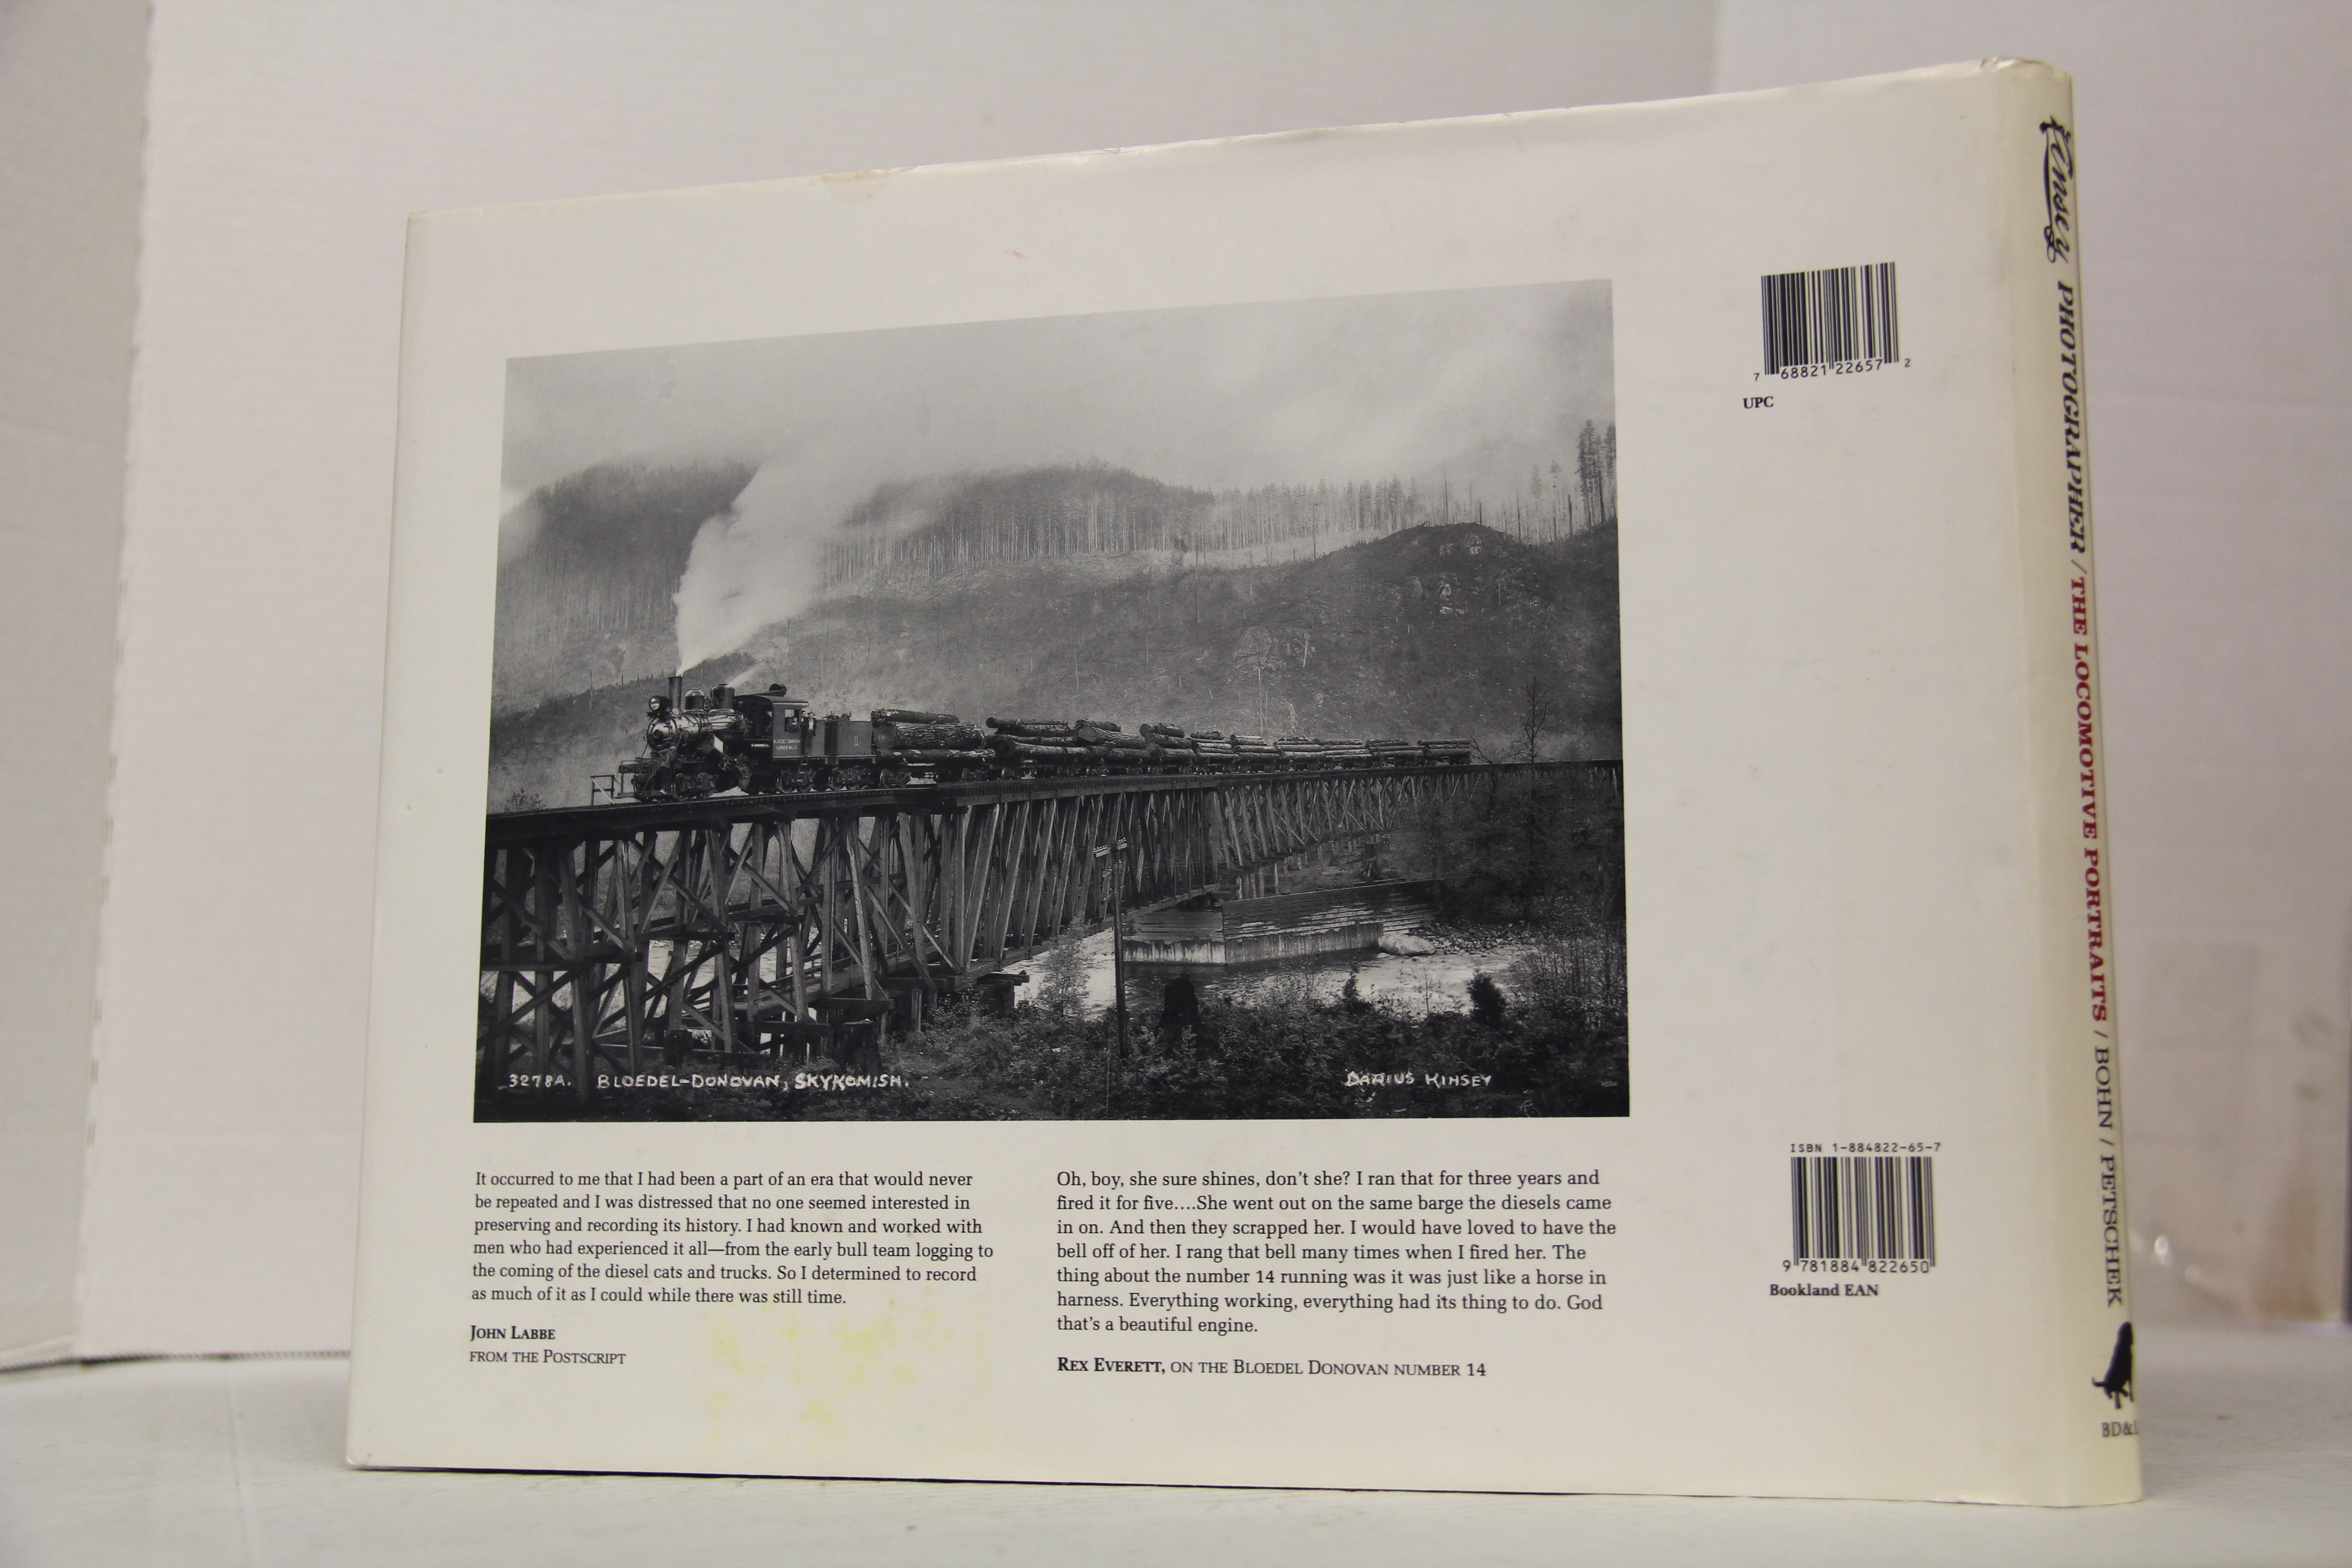 3278A. BLOEDEL-DONOVAN, SKYKOMISH.
DARIUS KINSEY
It occurred to me that I had been a part of an era that would never
be repeated and I was distressed that no one seemed interested in
preserving and recording its history. I had known and worked with
men who had experienced it all—from the early bull team logging to
the coming of the diesel cats and trucks. So I determined to record
as much of it as I could while there was still time.
JOHN LABBE
FROM THE POSTSCRIPT
Oh, boy, she sure shines, don't she? I ran that for three years and
fired it for five....She went out on the same barge the diesels came
in on. And then they scrapped her. I would have loved to have the
bell off of her. I rang that bell many times when I fired her. The
thing about the number 14 running was it was just like a horse in
harness. Everything working, everything had its thing to do. God
that's a beautiful engine.
REX EVERETT, ON THE BLOEDEL DONOVAN NUMBER 14
7 68821 22657 2
UPC
ISBN 1-884822-65-7
9 781884 822650
Bookland EAN
Kinsey PHOTOGRAPHER / THE LOCOMOTIVE PORTRAITS / BOHN / PETSCHEK
BD&L